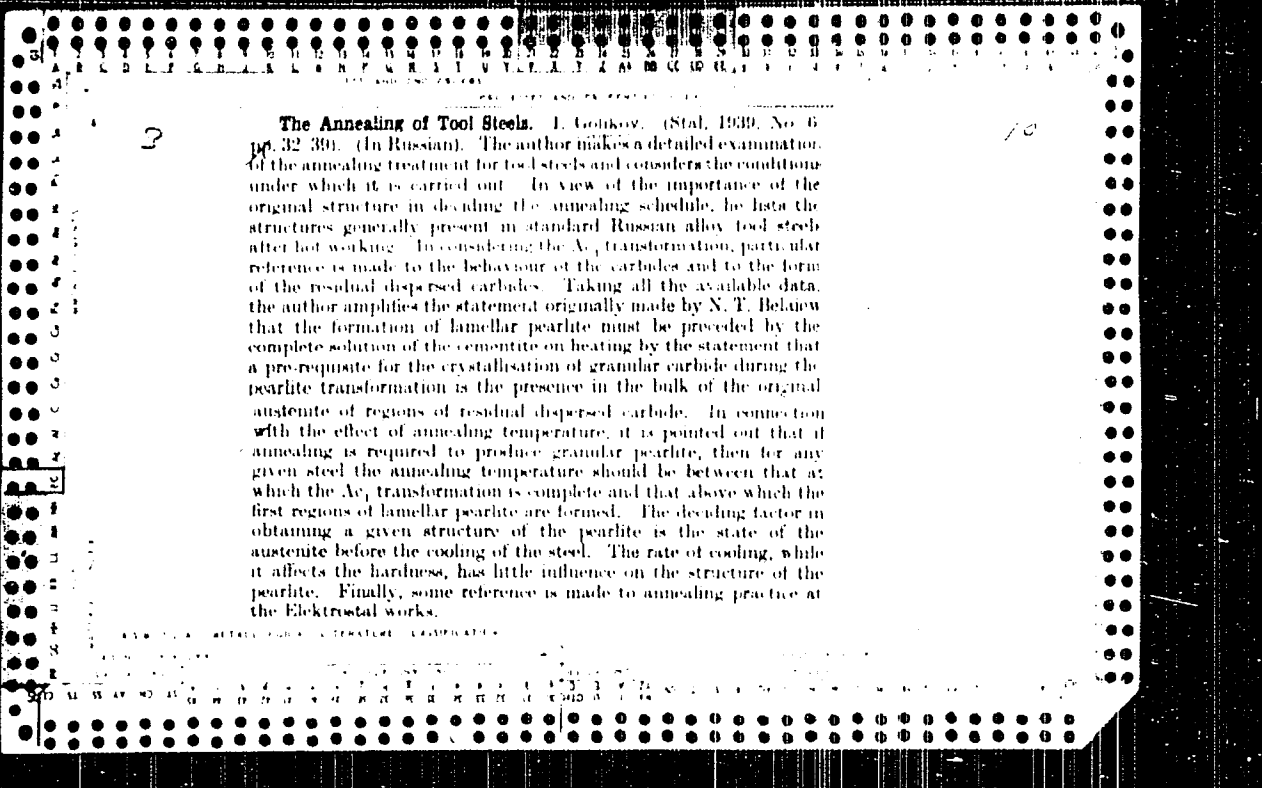 The Annealing of Tool Steels. I. Golikov. (Stal, 1939, No. 6
pp. 32-39). (In Russian). The author makes a detailed examination
of the annealing treatment for tool steels and considers the conditions
under which it is carried out. In view of the importance of the
original structure in deciding the annealing schedule, he lists the
structures generally present in standard Russian alloy tool steels
after hot working. In considering the Ac₁ transformation, particular
reference is made to the behaviour of the carbides and to the form
of the residual dispersed carbides. Taking all the available data,
the author amplifies the statement originally made by N. T. Belaiew
that the formation of lamellar pearlite must be preceded by the
complete solution of the cementite on heating by the statement that
a pre-requisite for the crystallisation of granular carbide during the
pearlite transformation is the presence in the bulk of the original
austenite of regions of residual dispersed carbide. In connection
with the effect of annealing temperature, it is pointed out that if
annealing is required to produce granular pearlite, then for any
given steel the annealing temperature should be between that at
which the Ac₁ transformation is complete and that above which the
first regions of lamellar pearlite are formed. The deciding factor in
obtaining a given structure of the pearlite is the state of the
austenite before the cooling of the steel. The rate of cooling, while
it affects the hardness, has little influence on the structure of the
pearlite. Finally, some reference is made to annealing practice at
the Elektrostal works.